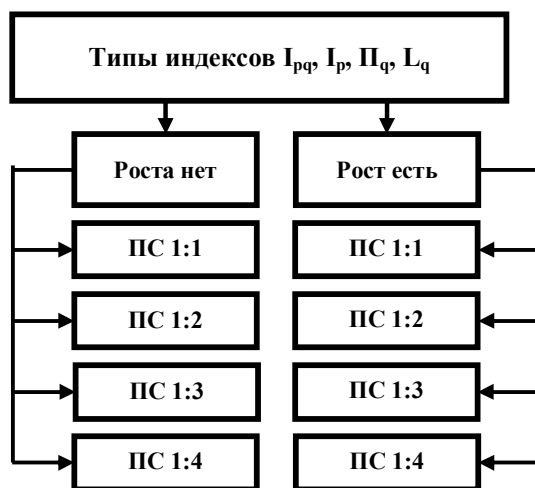 Типы индексов Ipq, Ip, Пq, Lq
Роста нет
Рост есть
ПС 1:1
ПС 1:1
ПС 1:2
ПС 1:2
ПС 1:3
ПС 1:3
ПС 1:4
ПС 1:4